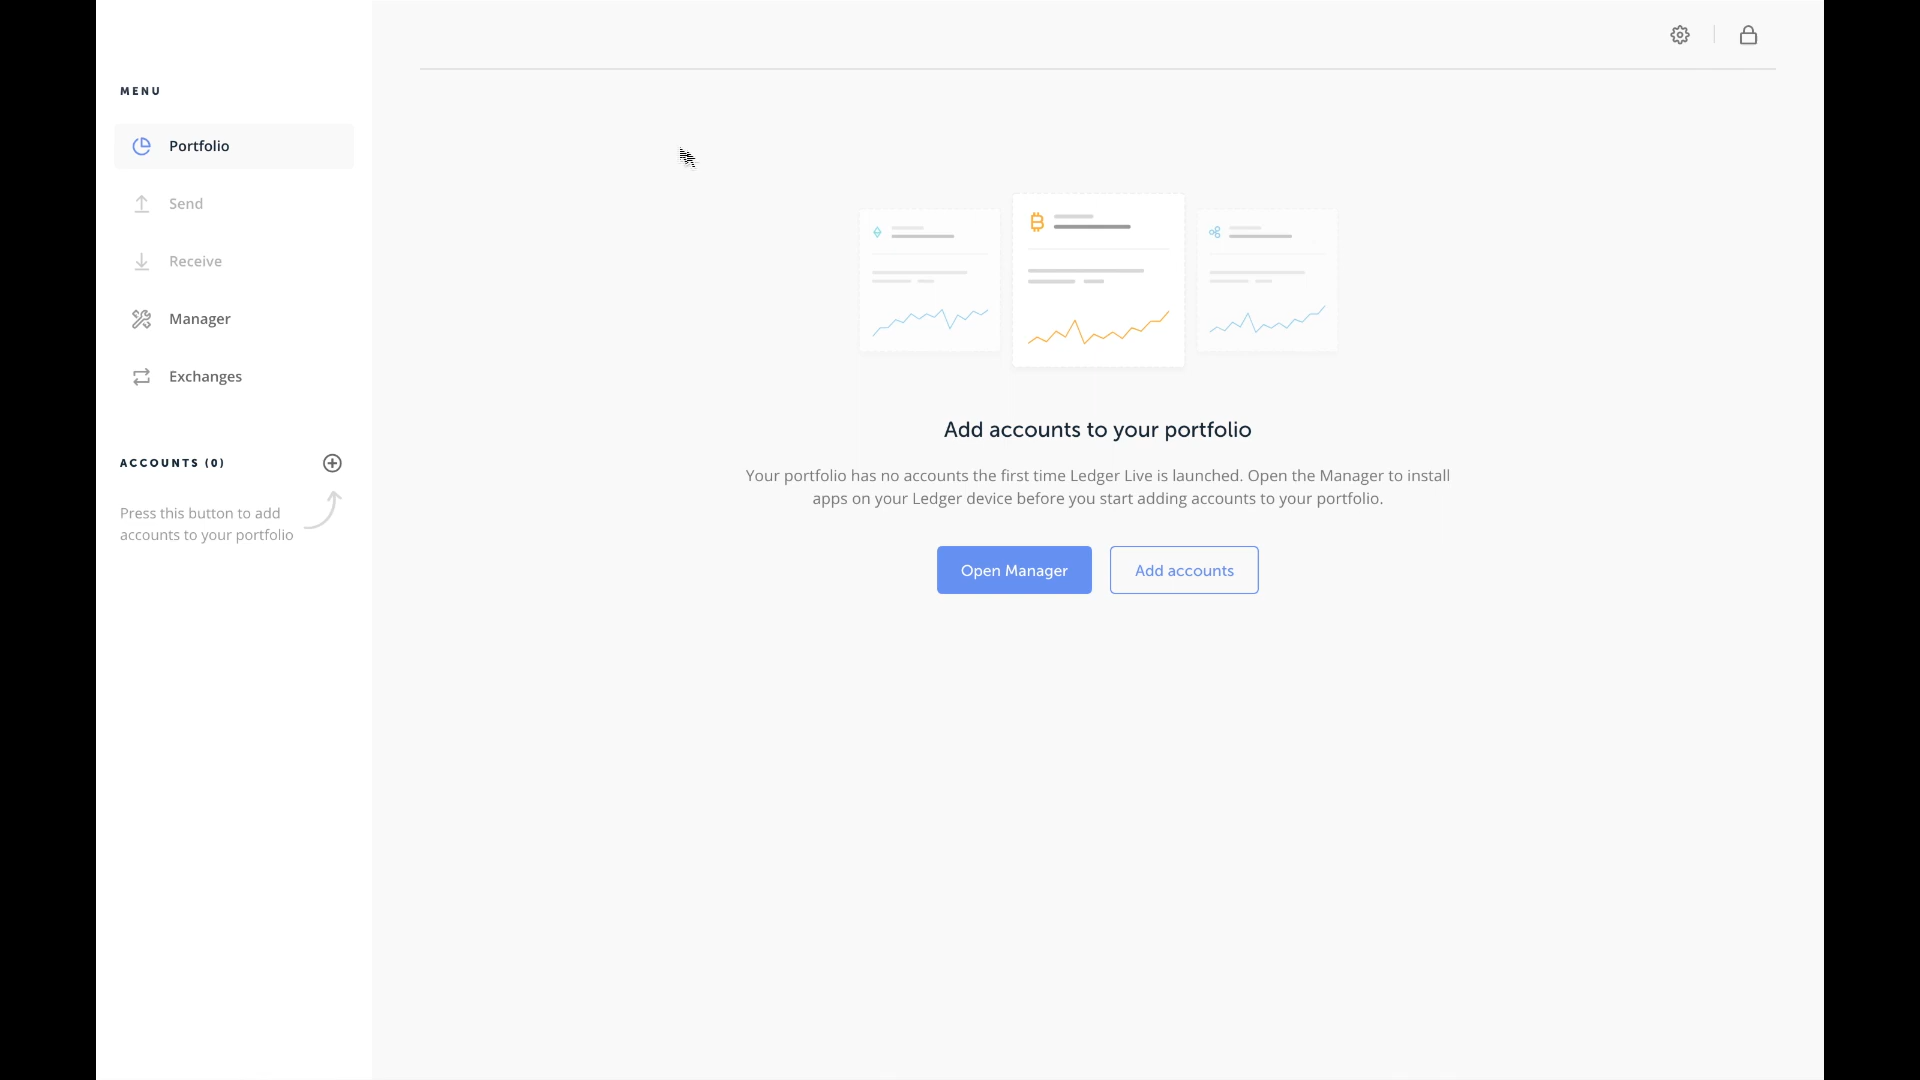 MENU
Portfolio
Send
Receive
Manager
Exchanges
ACCOUNTS (0)
Press this button to add
accounts to your portfolio
Add accounts to your portfolio
Your portfolio has no accounts the first time Ledger Live is launched. Open the Manager to install
apps on your Ledger device before you start adding accounts to your portfolio.
Open Manager
Add accounts